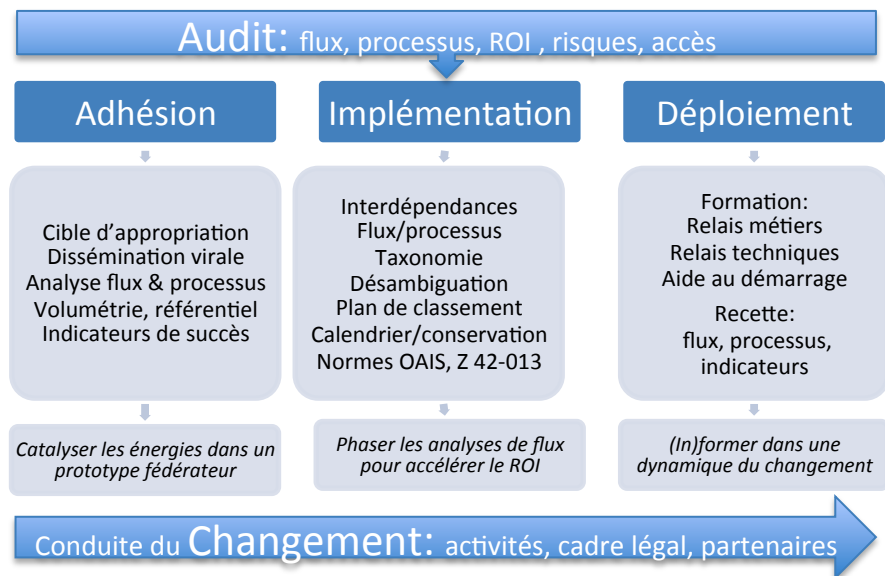 Audit: flux, processus, ROI , risques, accès
Adhésion
Cible d'appropriation
Dissémination virale
Analyse flux & processus
Volumétrie, référentiel
Indicateurs de succès
Catalyser les énergies dans un
prototype fédérateur
Implémentation
Interdépendances
Flux/processus
Taxonomie
Désambiguation
Plan de classement
Calendrier/conservation
Normes OAIS, Z 42-013
Phaser les analyses de flux
pour accélérer le ROI
Déploiement
Formation:
Relais métiers
Relais techniques
Aide au démarrage
Recette:
flux, processus,
indicateurs
(In)former dans une
dynamique du changement
Conduite du Changement: activités, cadre légal, partenaires